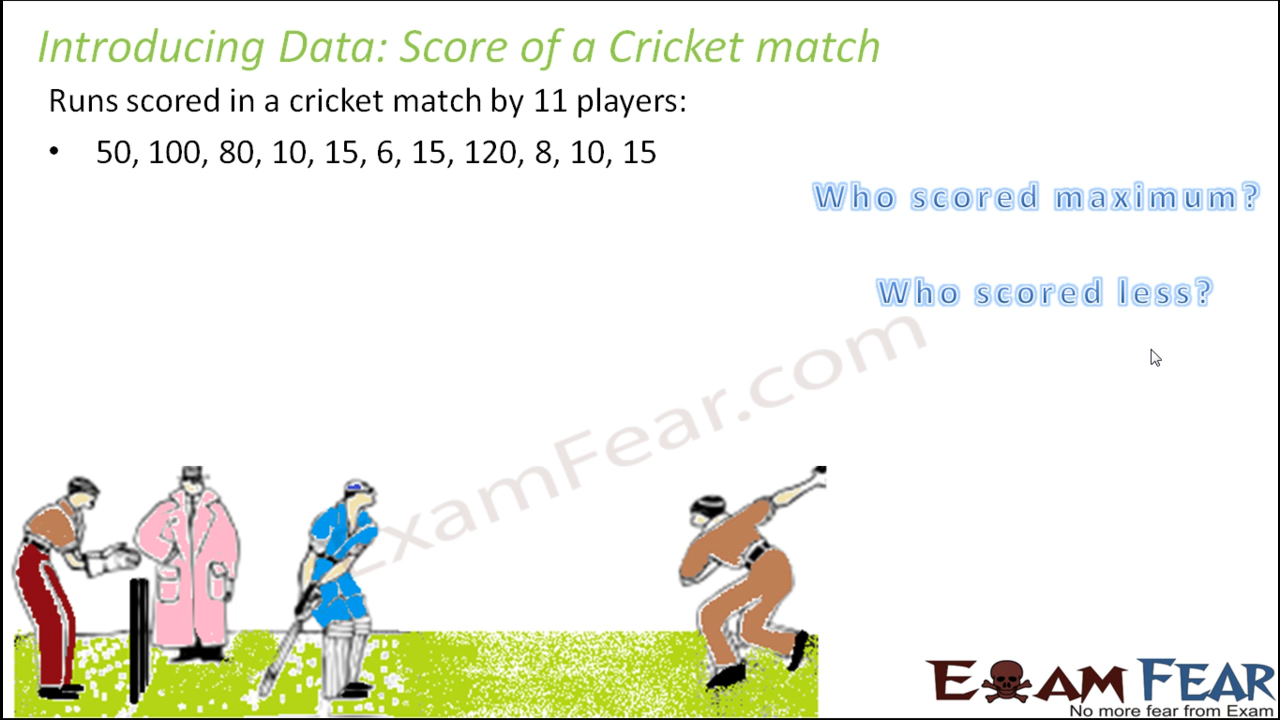 Introducing Data: Score of a Cricket match
Runs scored in a cricket match by 11 players:
• 50, 100, 80, 10, 15, 6, 15, 120, 8, 10, 15
Who scored maximum?
Who scored less?
ExamFear.com
EXAM FEAR
No more fear from Exam